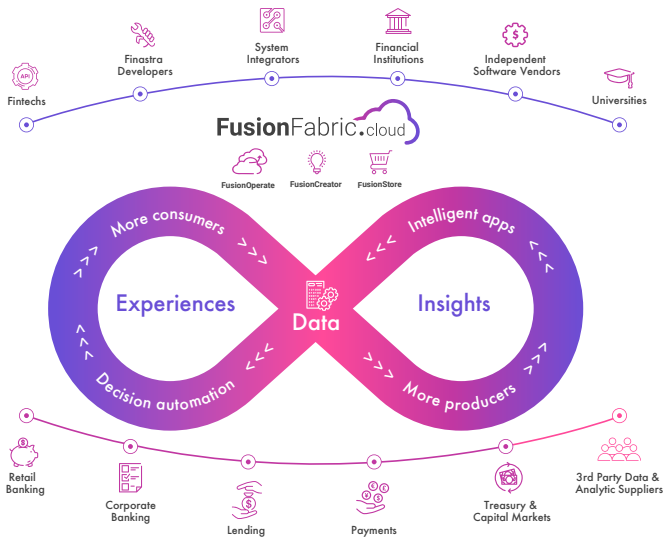 System
Integrators
Financial
Institutions
Finastra
Developers
Independent
Software Vendors
API
Fintechs
$
Universities
FusionFabric.cloud
FusionOperate
FusionCreator
FusionStore
More consumers
Intelligent apps
>>>
>>>
<<<
<<<
Experiences
Data
Insights
<<<
<<<
>>>
>>>
Decision automation
More producers
$
Retail
Banking
Corporate
Banking
$
Lending
Payments
Treasury &
Capital Markets
3rd Party Data &
Analytic Suppliers